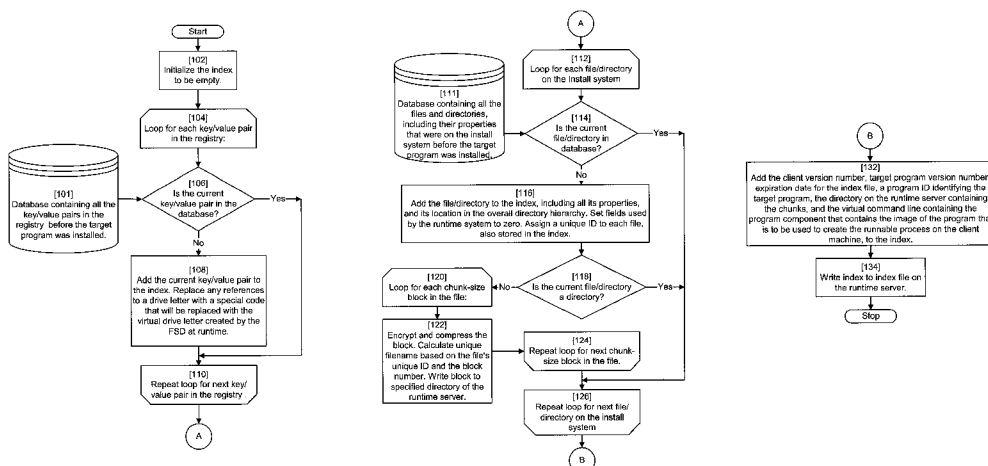 Start
[102]
Initialize the index
to be empty.
[104]
Loop for each key/value pair
in the registry:
[101]
Database containing all the
key/value pairs in the
registry before the target
program was installed.
[106]
Is the current
key/value pair in the
database?
Yes
No
[108]
Add the current key/value pair to
the index. Replace any references
to a drive letter with a special code
that will be replaced with the
virtual drive letter created by the
FSD at runtime.
[110]
Repeat loop for next key/
value pair in the registry .
A
A
[112]
Loop for each file/directory
on the install system
[111]
Database containing all the
files and directories,
including their properties
that were on the install
system before the target
program was installed.
[114]
Is the current
file/directory in
database?
Yes
No
[116]
Add the file/directory to the index, including all its properties,
and its location in the overall directory hierarchy. Set fields used
by the runtime system to zero. Assign a unique ID to each file,
also stored in the index.
[118]
Is the current file/directory
a directory?
No
Yes
[120]
Loop for each chunk-size
block in the file:
[122]
Encrypt and compress the
block. Calculate unique
filename based on the file's
unique ID and the block
number. Write block to
specified directory of the
runtime server.
[124]
Repeat loop for next chunk-
size block in the file.
[126]
Repeat loop for next file/
directory on the install
system
B
B
[132]
Add the client version number, target program version number
expiration date for the index file, a program ID identifying the
target program, the directory on the runtime server containing
the chunks, and the virtual command line containing the
program component that contains the image of the program tha
is to be used to create the runnable process on the client
machine, to the index.
[134]
Write index to index file on
the runtime server.
Stop